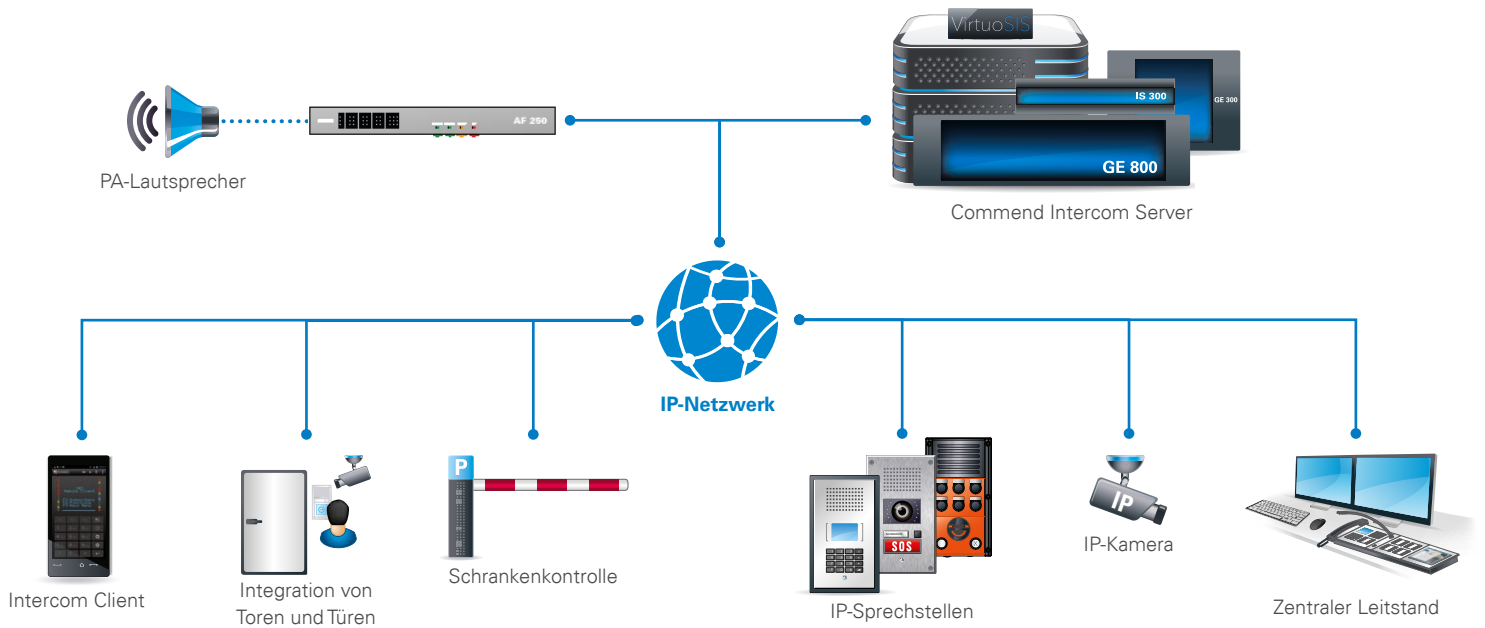 VirtuoSIS
IS 300
GE 300
AF 250
GE 800
PA-Lautsprecher
Commend Intercom Server
IP-Netzwerk
P
SOS
IP
Intercom Client
Integration von
Toren und Türen
Schrankenkontrolle
IP-Sprechstellen
IP-Kamera
Zentraler Leitstand